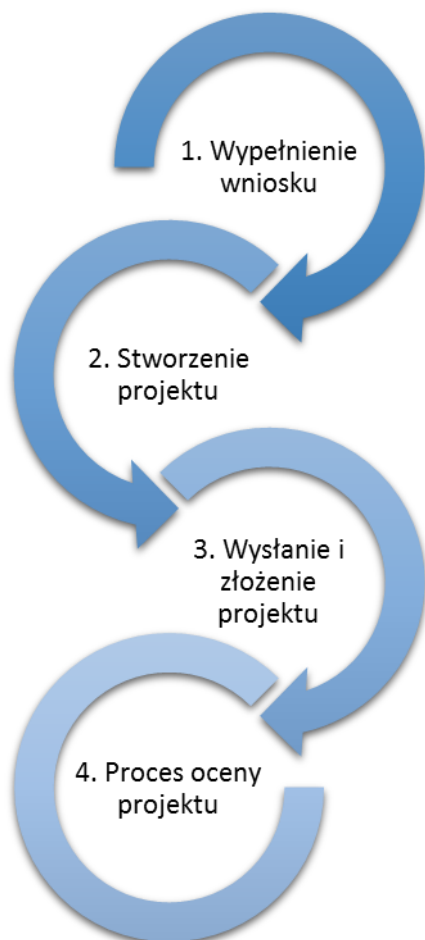 1. Wypełnienie
wniosku
2. Stworzenie
projektu
3. Wysłanie i
złożenie
projektu
4. Proces oceny
projektu